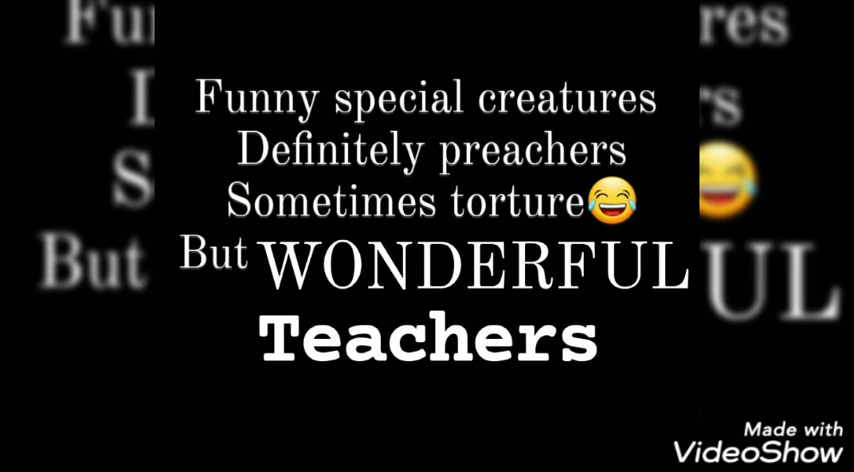 Funny special creatures
Definitely preachers
Sometimes torture😂
But WONDERFUL
Teachers
Made with
VideoShow